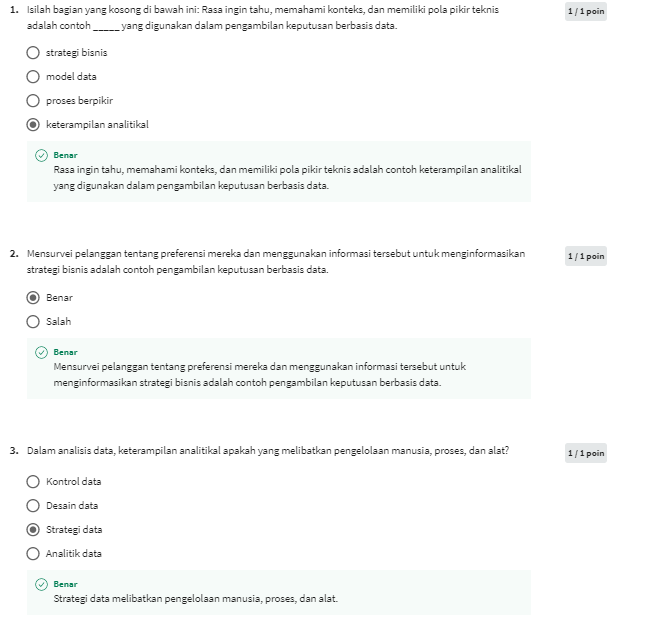 1. Isilah bagian yang kosong di bawah ini: Rasa ingin tahu, memahami konteks, dan memiliki pola pikir teknis
adalah contoh _____ yang digunakan dalam pengambilan keputusan berbasis data.
1 / 1 poin
strategi bisnis
model data
proses berpikir
keterampilan analitikal
Benar
Rasa ingin tahu, memahami konteks, dan memiliki pola pikir teknis adalah contoh keterampilan analitikal
yang digunakan dalam pengambilan keputusan berbasis data.
2. Mensurvei pelanggan tentang preferensi mereka dan menggunakan informasi tersebut untuk menginformasikan
strategi bisnis adalah contoh pengambilan keputusan berbasis data.
1 / 1 poin
Benar
Salah
Benar
Mensurvei pelanggan tentang preferensi mereka dan menggunakan informasi tersebut untuk
menginformasikan strategi bisnis adalah contoh pengambilan keputusan berbasis data.
3. Dalam analisis data, keterampilan analitikal apakah yang melibatkan pengelolaan manusia, proses, dan alat?
1 / 1 poin
Kontrol data
Desain data
Strategi data
Analitik data
Benar
Strategi data melibatkan pengelolaan manusia, proses, dan alat.